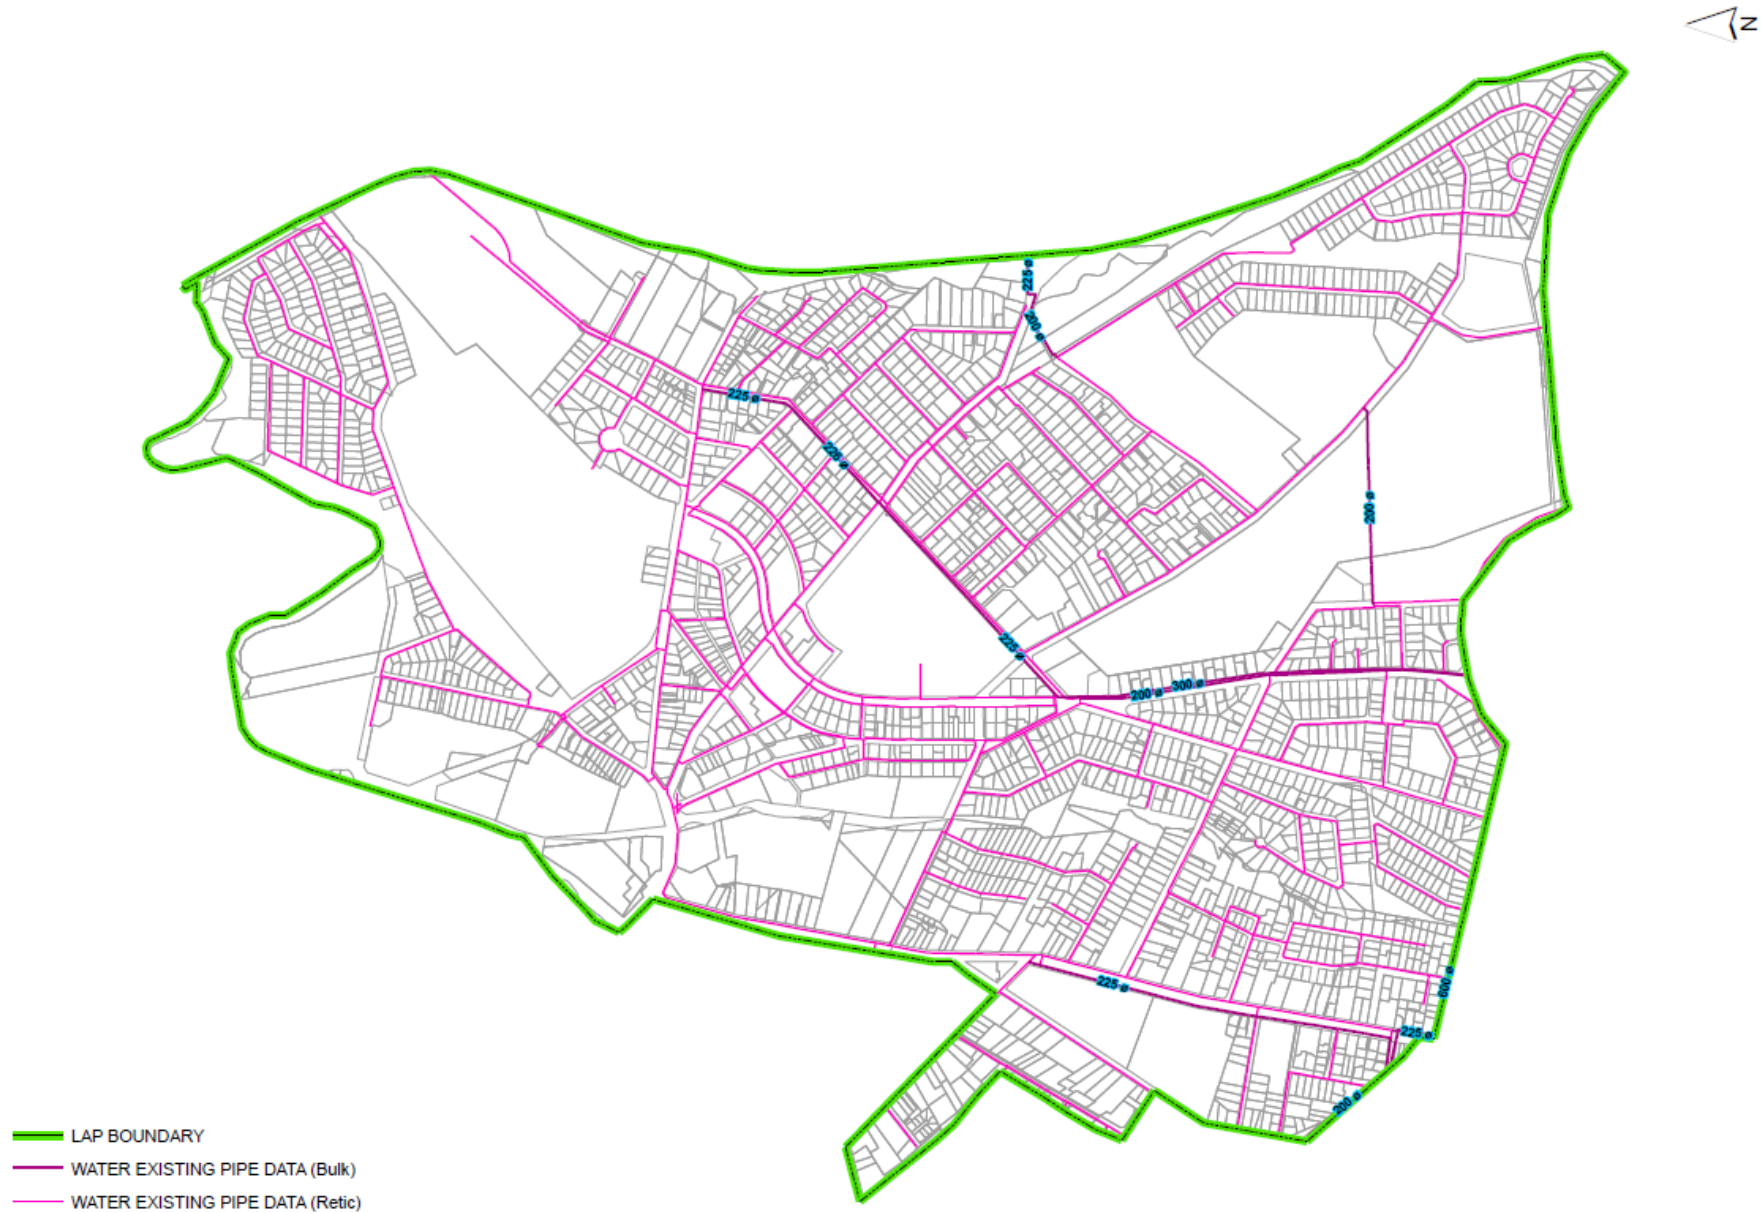 N
225 ø
200 ø
225 ø
225 ø
200 ø
225 ø
200 ø 300 ø
225 ø
600 ø
225 ø
200 ø
LAP BOUNDARY
WATER EXISTING PIPE DATA (Bulk)
WATER EXISTING PIPE DATA (Retic)